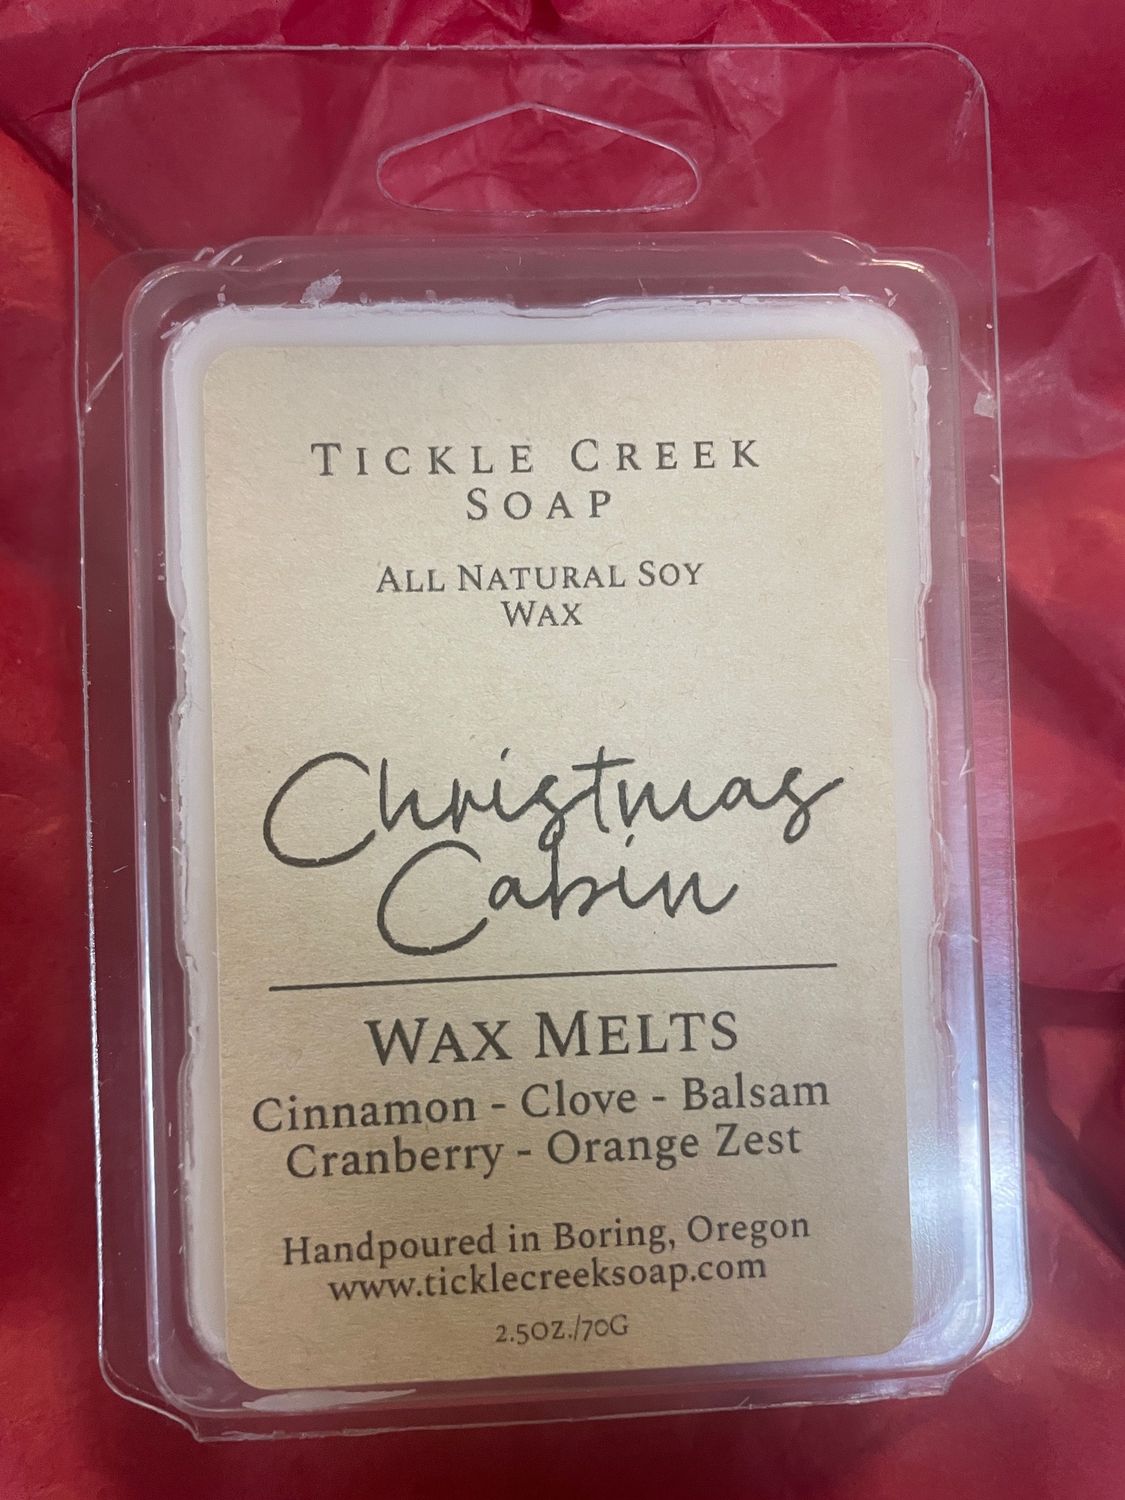 TICKLE CREEK
SOAP
ALL NATURAL SOY
WAX
Christmas
Cabin
WAX MELTS
Cinnamon - Clove - Balsam
Cranberry - Orange Zest
Handpoured in Boring, Oregon
www.ticklecreeksoap.com
2.5OZ./70G